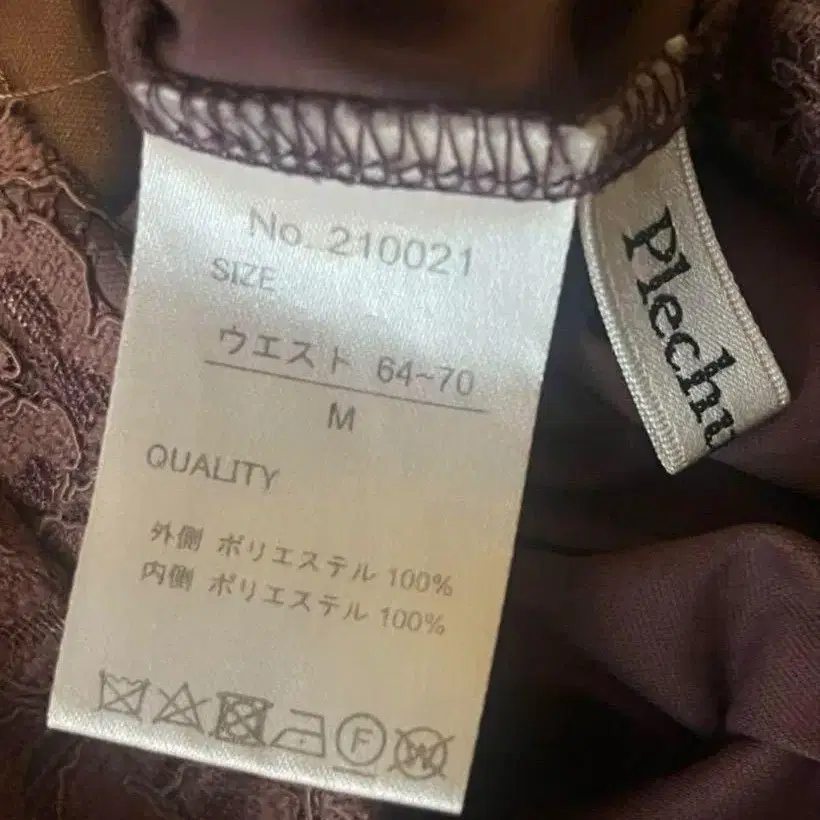 No. 210021
SIZE
ウエスト 64~70
M
QUALITY
外側 ポリエステル 100%
内側 ポリエステル 100%
F
W
Plechu